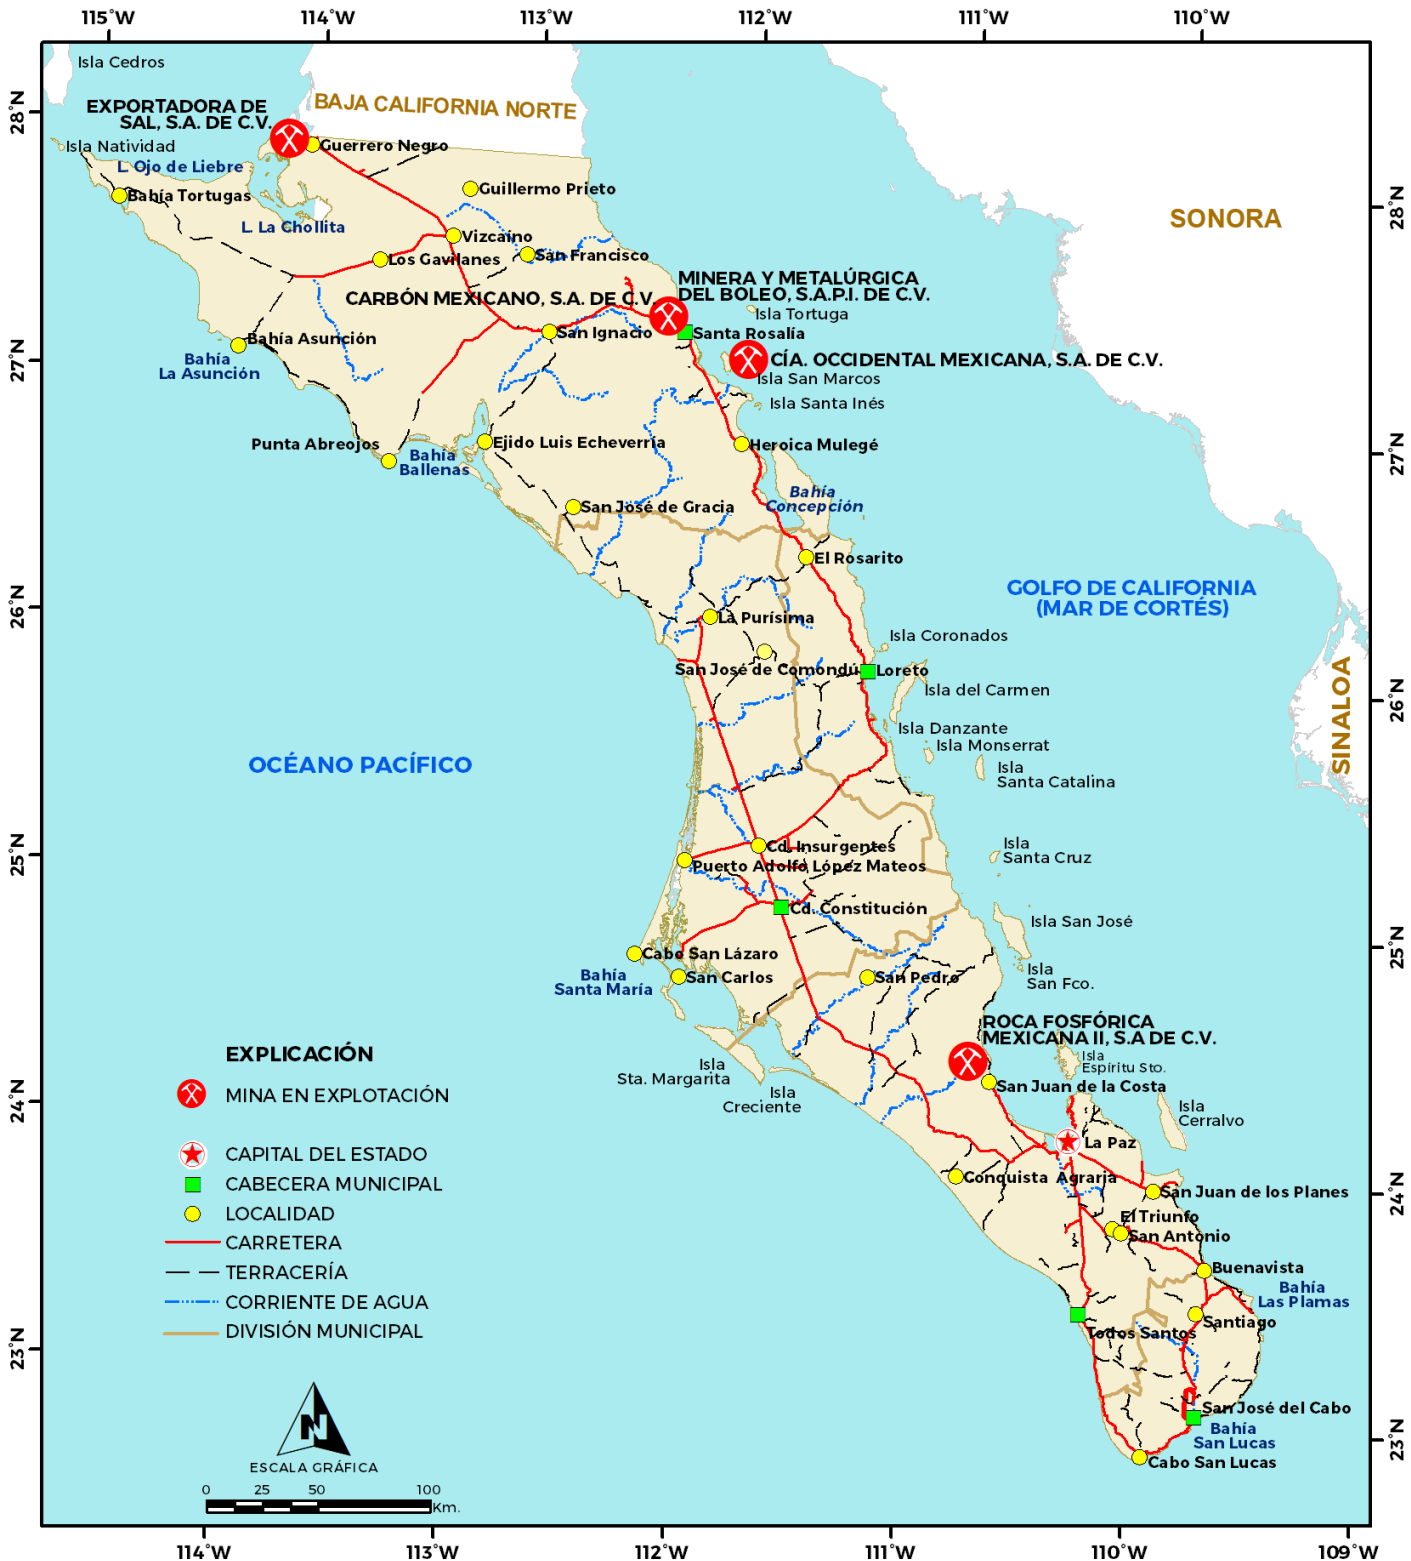 115°W 114°W 113°W 112°W 111°W 110°W
Isla Cedros
BAJA CALIFORNIA NORTE
EXPORTADORA DE
SAL, S.A. DE C.V.
28°N
Isla Natividad
Guerrero Negro
L. Ojo de Liebre
Bahía Tortugas
Guillermo Prieto
28°N
SONORA
L. La Chollita
Vizcaíno
Los Gavilanes
San Francisco
MINERA Y METALÚRGICA
DEL BOLEO, S.A.P.I. DE C.V.
CARBÓN MEXICANO, S.A. DE C.V.
Isla Tortuga
San Ignacio
Santa Rosalía
Bahía Asunción
27°N
CÍA. OCCIDENTAL MEXICANA, S.A. DE C.V.
Bahía
La Asunción
Isla San Marcos
Isla Santa Inés
Punta Abreojos
Ejido Luis Echeverría
Heroica Mulegé
27°N
Bahía
Ballenas
Bahía
Concepción
San José de Gracia
El Rosarito
GOLFO DE CALIFORNIA
(MAR DE CORTÉS)
26°N
La Purísima
Isla Coronados
San José de Comondú
Loreto
SINALOA
Isla del Carmen
26°N
Isla Danzante
Isla Monserrat
OCÉANO PACÍFICO
Isla
Santa Catalina
25°N
Cd. Insurgentes
Isla
Santa Cruz
Puerto Adolfo López Mateos
Cd. Constitución
Isla San José
25°N
Cabo San Lázaro
Bahía
Santa María
San Carlos
San Pedro
Isla
San Fco.
ROCA FOSFÓRICA
MEXICANA II, S.A DE C.V.
Isla
Espíritu Sto.
Isla
Sta. Margarita
San Juan de la Costa
Isla
Creciente
Isla
Cerralvo
24°N
La Paz
Conquista Agraria
San Juan de los Planes
24°N
El Triunfo
San Antonio
Buenavista
Bahía
Las Plamas
Santiago
Todos Santos
23°N
San José del Cabo
Bahía
San Lucas
23°N
Cabo San Lucas
EXPLICACIÓN
MINA EN EXPLOTACIÓN
CAPITAL DEL ESTADO
CABECERA MUNICIPAL
LOCALIDAD
CARRETERA
TERRACERÍA
CORRIENTE DE AGUA
DIVISIÓN MUNICIPAL
N
ESCALA GRÁFICA
0 25 50 100
Km.
114°W 113°W 112°W 111°W 110°W 109°W